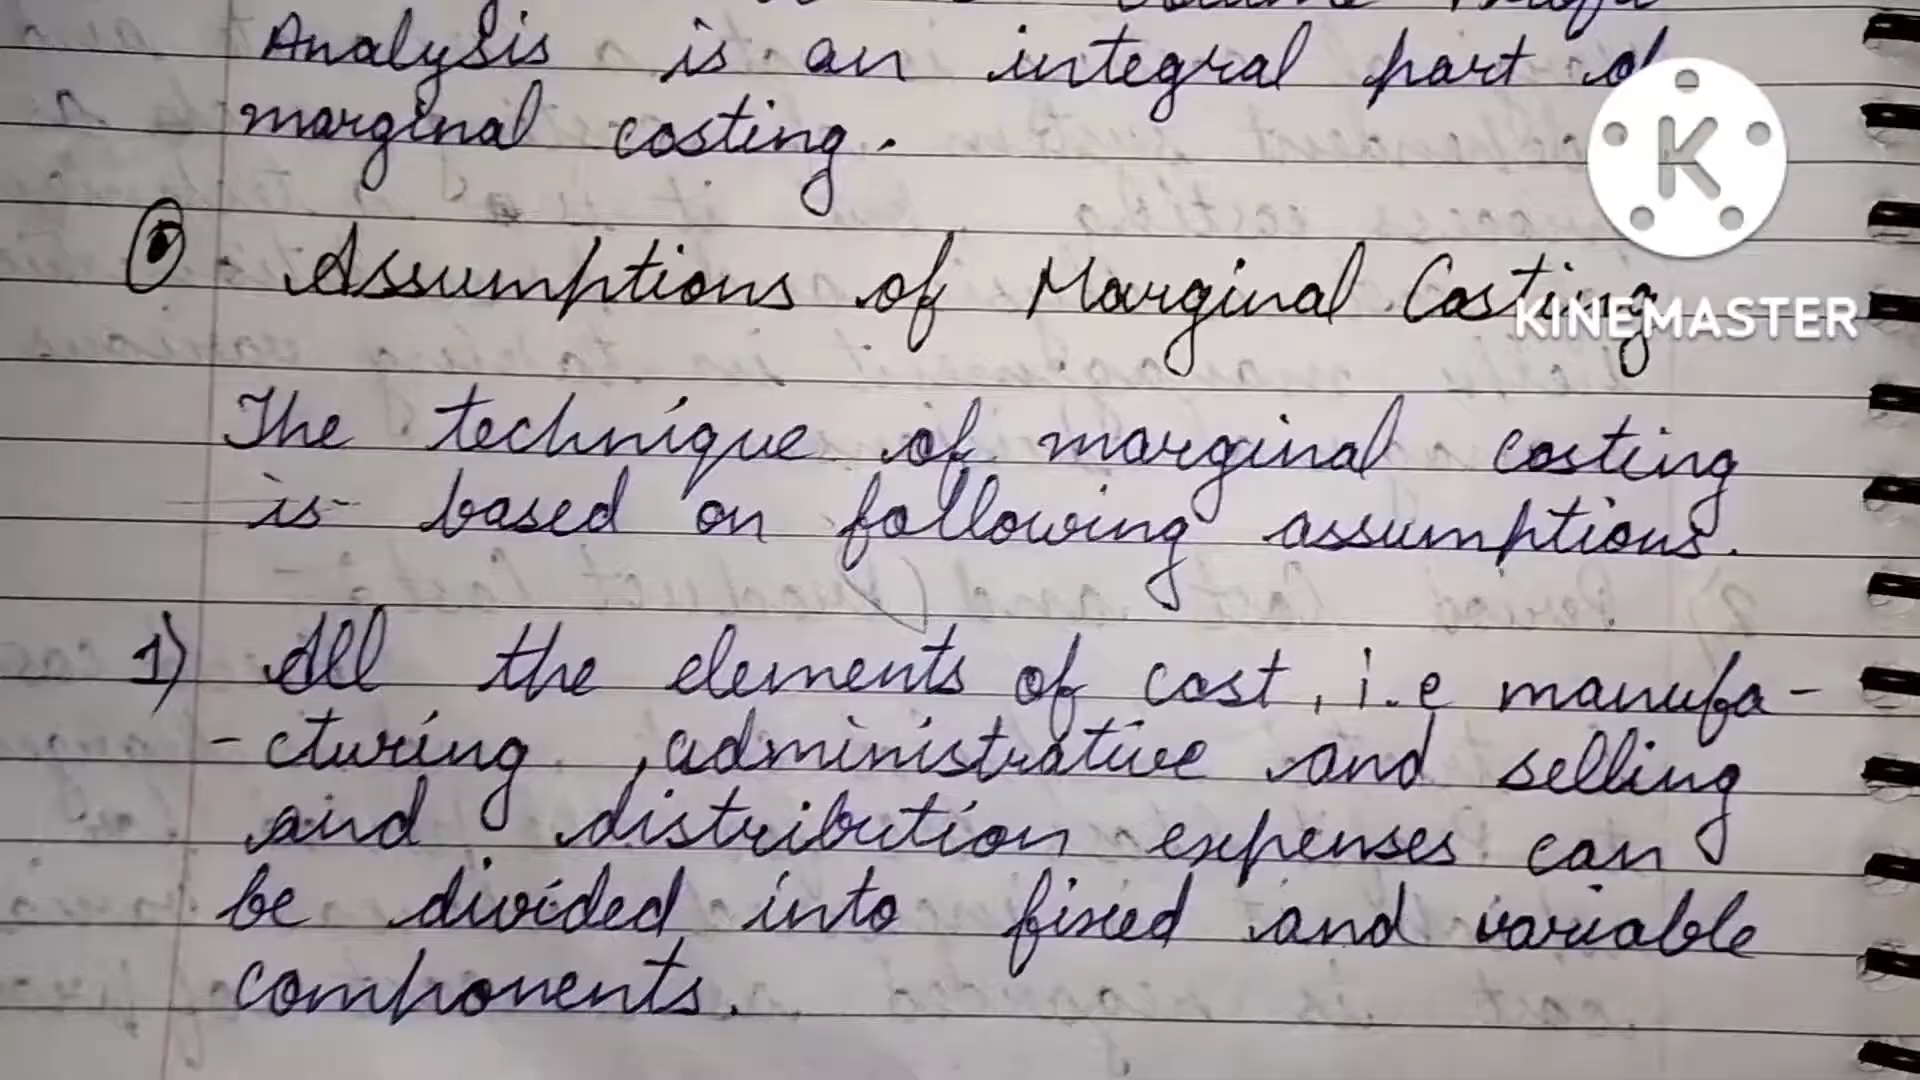 Analysis is an integral part of
marginal costing.
Assumptions of Marginal Costing
KINEMASTER
The technique of marginal costing
is based on following assumptions.
1) All the elements of cost, i.e manufa-
-cturing, administrative and selling
and distribution expenses can
be divided into fixed and variable
components.